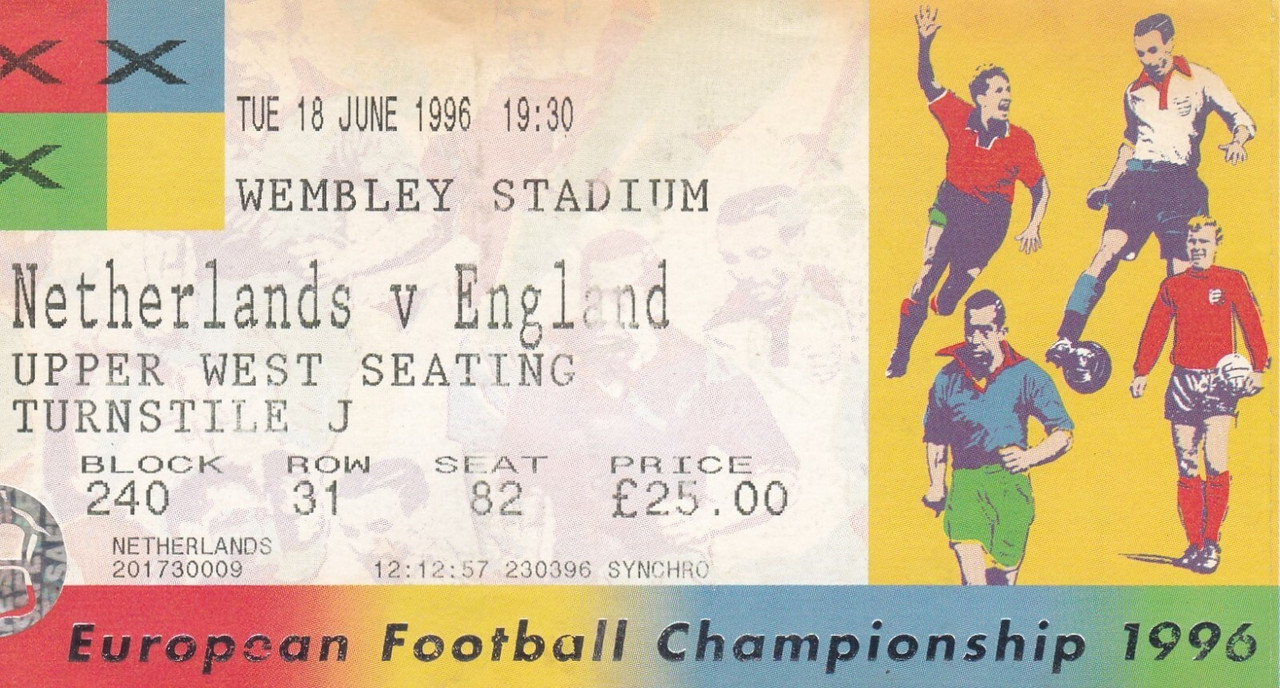 TUE 18 JUNE 1996 19:30
WEMBLEY STADIUM
Netherlands v England
UPPER WEST SEATING
TURNSTILE J
BLOCK ROW SEAT PRICE
240 31 82 £25.00
NETHERLANDS
201730009 12:12:57 230396 SYNCHRO
European Football Championship 1996